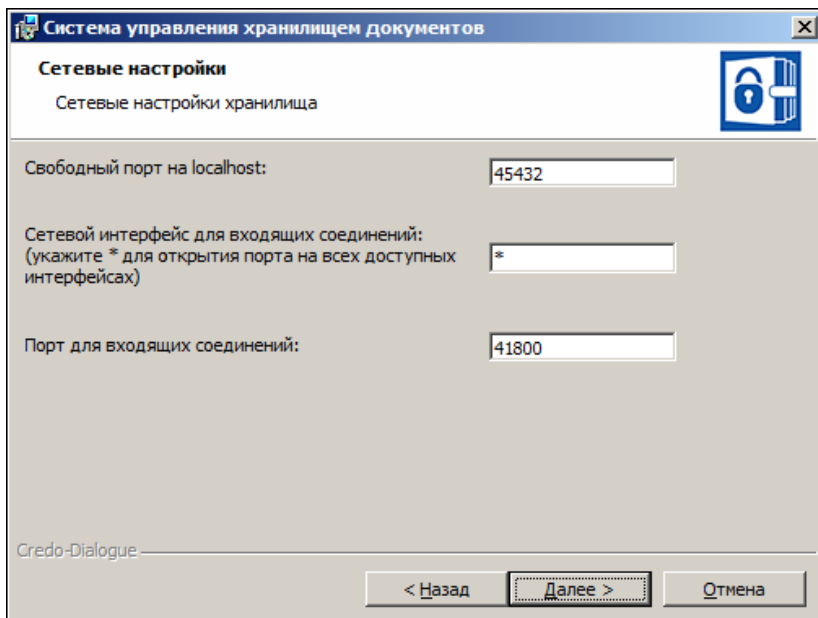 Система управления хранилищем документов
Сетевые настройки
Сетевые настройки хранилища
Свободный порт на localhost:
45432
Сетевой интерфейс для входящих соединений:
(укажите * для открытия порта на всех доступных
интерфейсах)
*
Порт для входящих соединений:
41800
Credo-Dialogue
< Назад
Далее >
Отмена